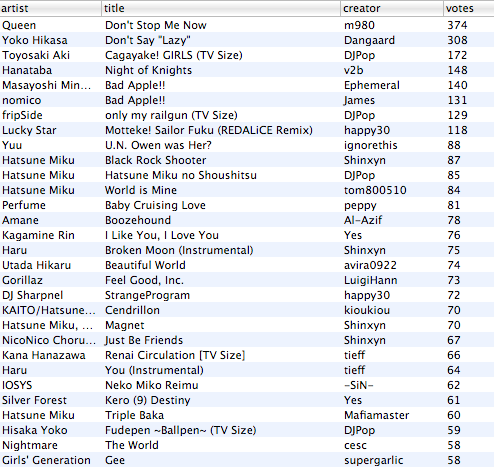 artist title creator votes
Queen Don't Stop Me Now m980 374
Yoko Hikasa Don't Say "Lazy" Dangaard 308
Toyosaki Aki Cagayake! GIRLS (TV Size) DJPop 172
Hanataba Night of Knights v2b 148
Masayoshi Min... Bad Apple!! Ephemeral 140
nomico Bad Apple!! James 131
fripSide only my railgun (TV Size) DJPop 129
Lucky Star Motteke! Sailor Fuku (REDALiCE Remix) happy30 118
Yuu U.N. Owen was Her? ignorethis 88
Hatsune Miku Black Rock Shooter Shinxyn 87
Hatsune Miku Hatsune Miku no Shoushitsu DJPop 85
Hatsune Miku World is Mine tom800510 84
Perfume Baby Cruising Love peppy 81
Amane Boozehound Al-Azif 78
Kagamine Rin I Like You, I Love You Yes 76
Haru Broken Moon (Instrumental) Shinxyn 75
Utada Hikaru Beautiful World avira0922 74
Gorillaz Feel Good, Inc. LuigiHann 73
DJ Sharpnel StrangeProgram happy30 72
KAITO/Hatsune... Cendrillon kioukiou 70
Hatsune Miku, ... Magnet Shinxyn 70
NicoNico Choru... Just Be Friends Shinxyn 67
Kana Hanazawa Renai Circulation [TV Size] tieff 66
Haru You (Instrumental) tieff 64
IOSYS Neko Miko Reimu -SiN- 62
Silver Forest Kero (9) Destiny Yes 61
Hatsune Miku Triple Baka Mafiamaster 60
Hisaka Yoko Fudepen ~Ballpen~ (TV Size) DJPop 59
Nightmare The World cesc 58
Girls' Generation Gee supergarlic 58